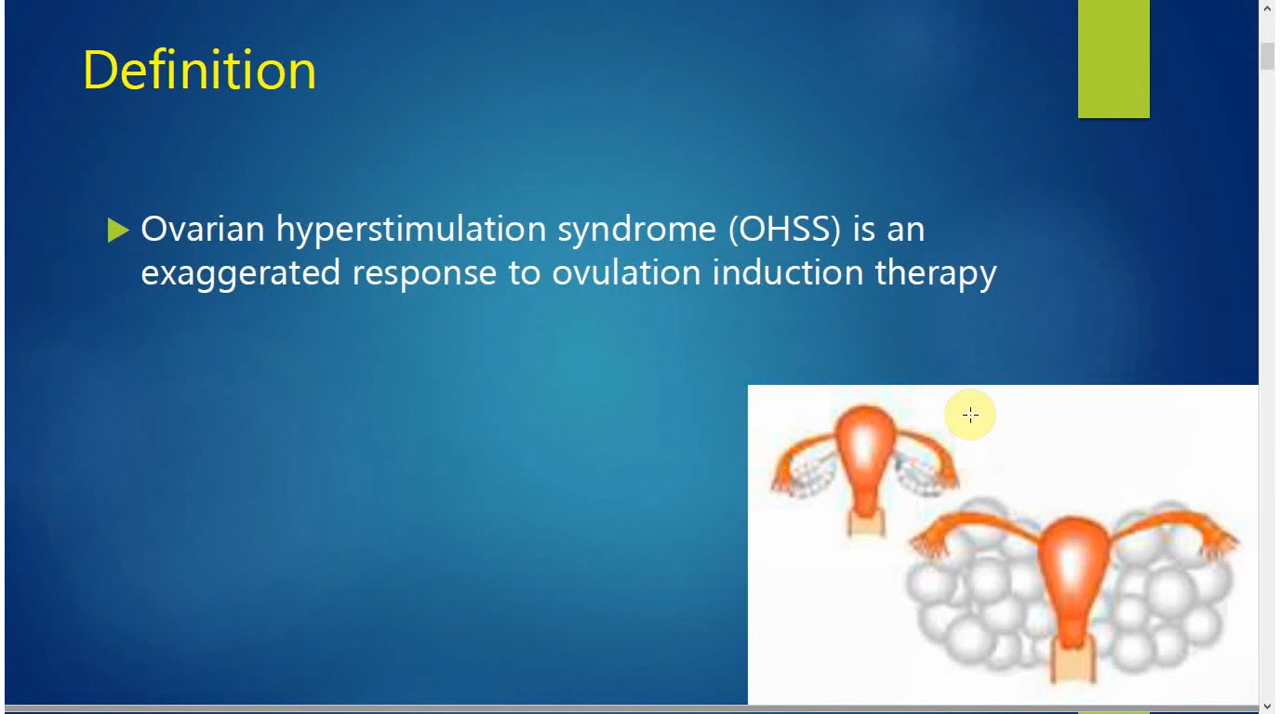 Definition
Ovarian hyperstimulation syndrome (OHSS) is an
exaggerated response to ovulation induction therapy